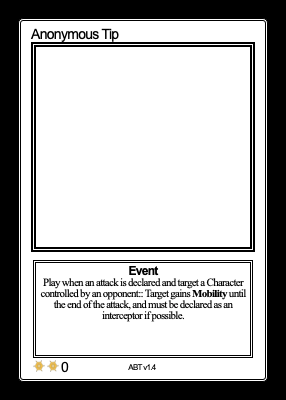 Anonymous Tip
Event
Play when an attack is declared and target a Character
controlled by an opponent:: Target gains Mobility until
the end of the attack, and must be declared as an
interceptor if possible.
0
ABT v1.4